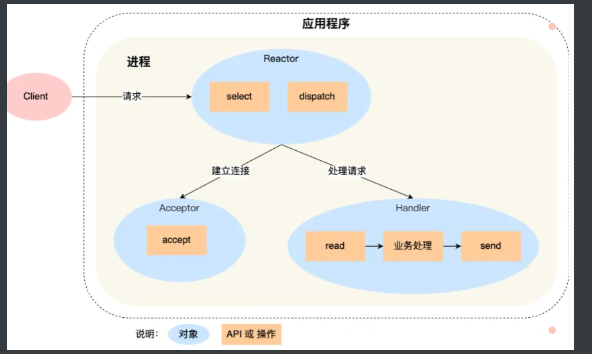 应用程序
进程
Reactor
Client
请求
select
dispatch
建立连接
处理请求
Acceptor
Handler
accept
read
业务处理
send
说明:
对象
API 或 操作